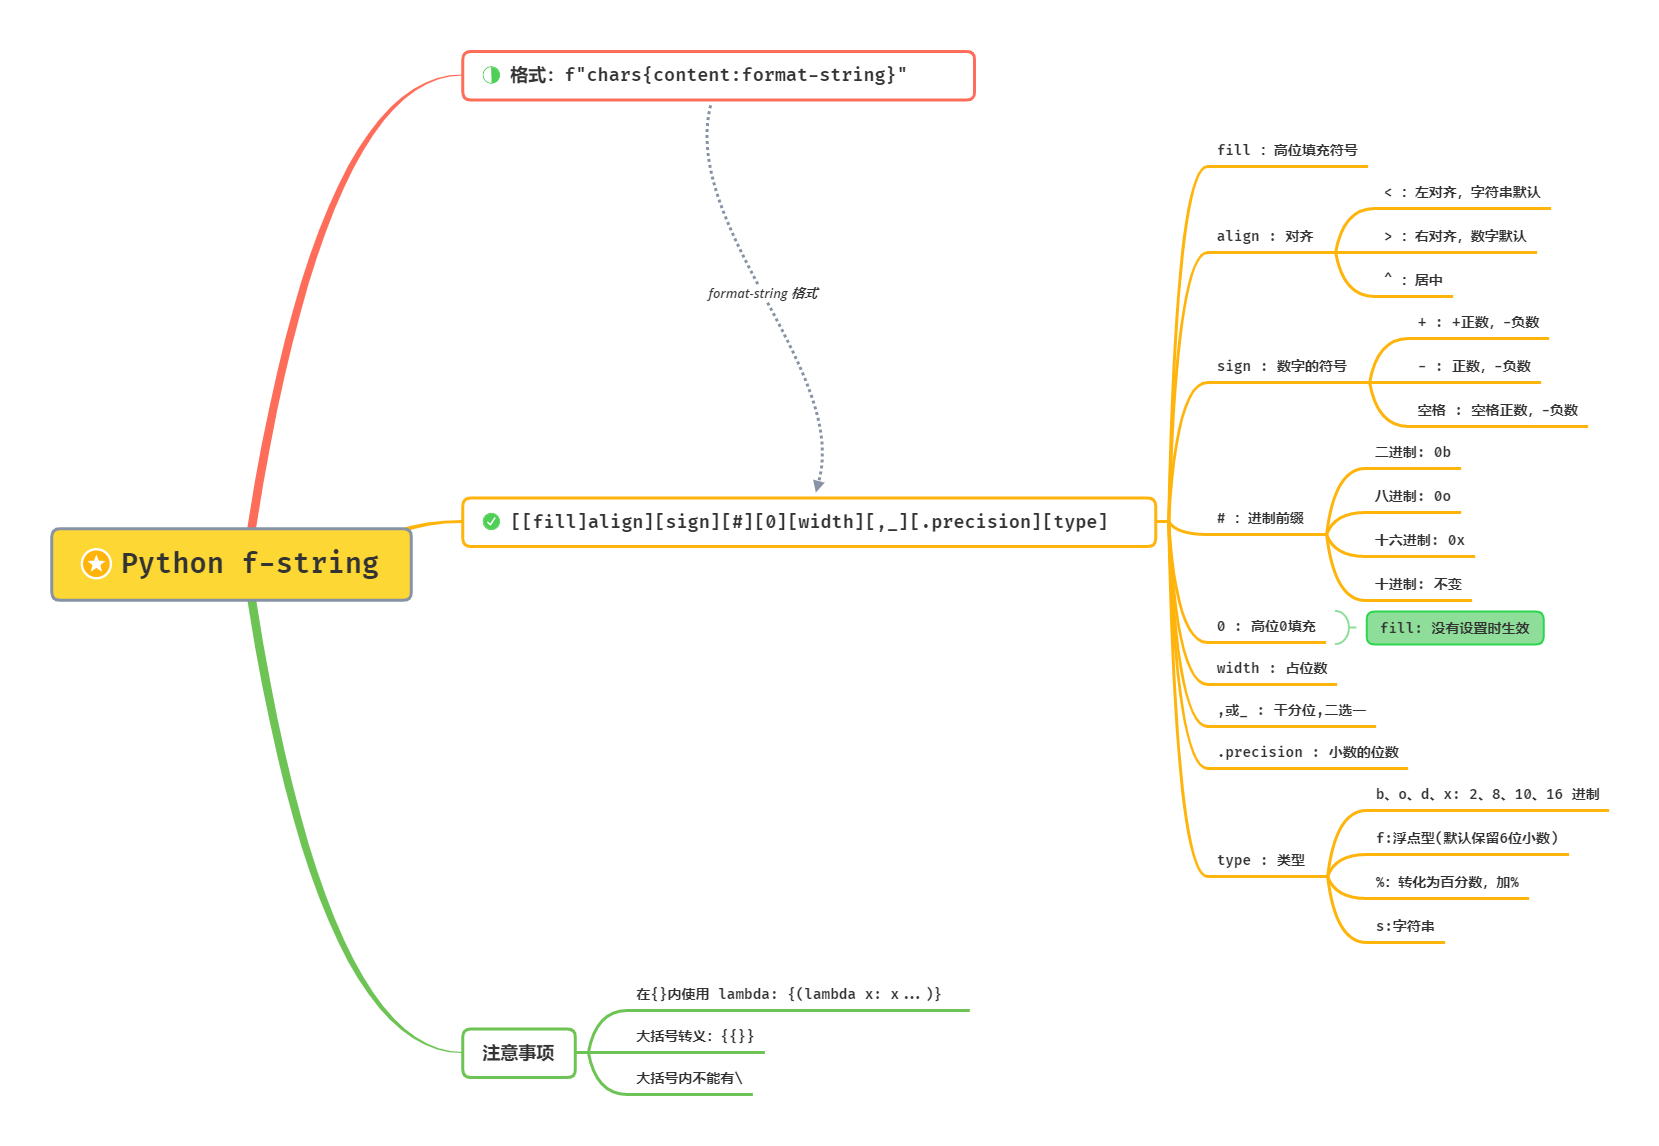 Python f-string
格式：f"chars{content:format-string}"
format-string 格式
[[fill]align][sign][#][0][width][,_][.precision][type]
fill : 高位填充符号
align : 对齐
< : 左对齐，字符串默认
> : 右对齐，数字默认
^ : 居中
sign : 数字的符号
+ : +正数，-负数
- : 正数，-负数
空格 : 空格正数，-负数
# : 进制前缀
二进制: 0b
八进制: 0o
十六进制: 0x
十进制: 不变
0 : 高位0填充
fill: 没有设置时生效
width : 占位数
,或_ : 千分位,二选一
.precision : 小数的位数
type : 类型
b、o、d、x: 2、8、10、16 进制
f:浮点型(默认保留6位小数)
%: 转化为百分数，加%
s:字符串
注意事项
在{}内使用 lambda: {(lambda x: x...)}
大括号转义：{{}}
大括号内不能有\